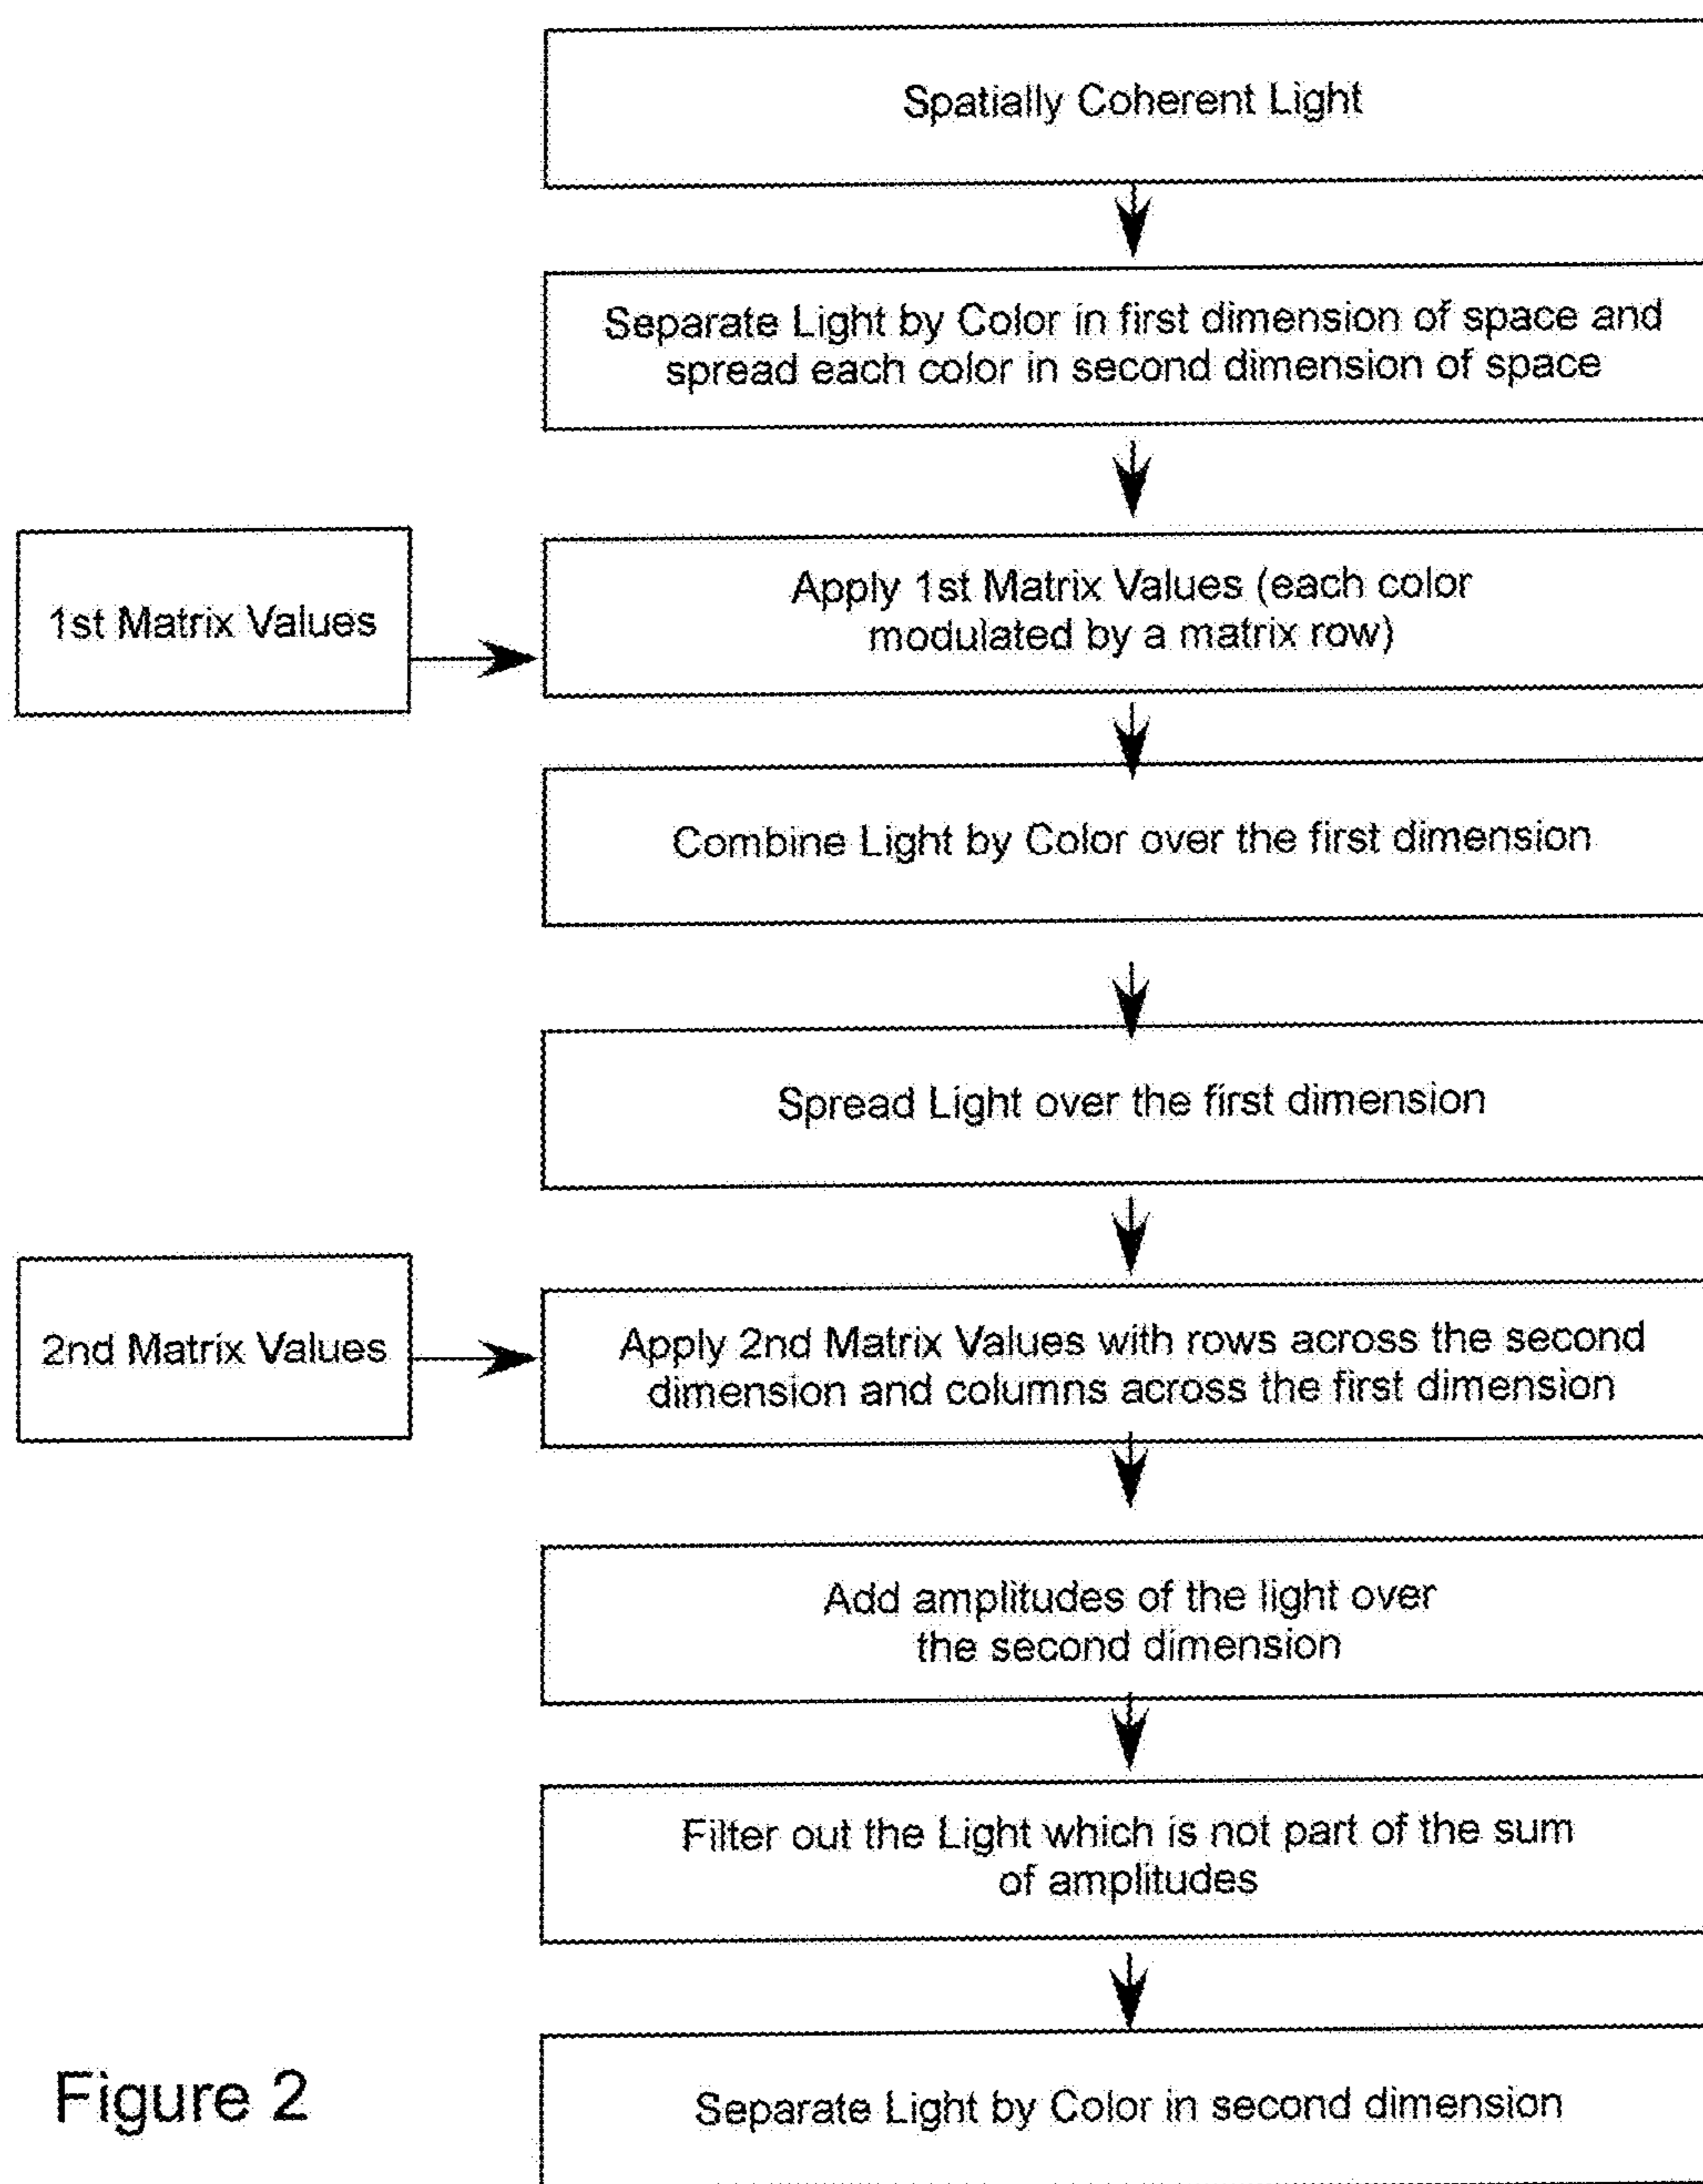 Spatially Coherent Light
Separate Light by Color in first dimension of space and
spread each color in second dimension of space
1st Matrix Values
Apply 1st Matrix Values (each color
modulated by a matrix row)
Combine Light by Color over the first dimension
Spread Light over the first dimension
2nd Matrix Values
Apply 2nd Matrix Values with rows across the second
dimension and columns across the first dimension
Add amplitudes of the light over
the second dimension
Filter out the Light which is not part of the sum
of amplitudes
Figure 2
Separate Light by Color in second dimension